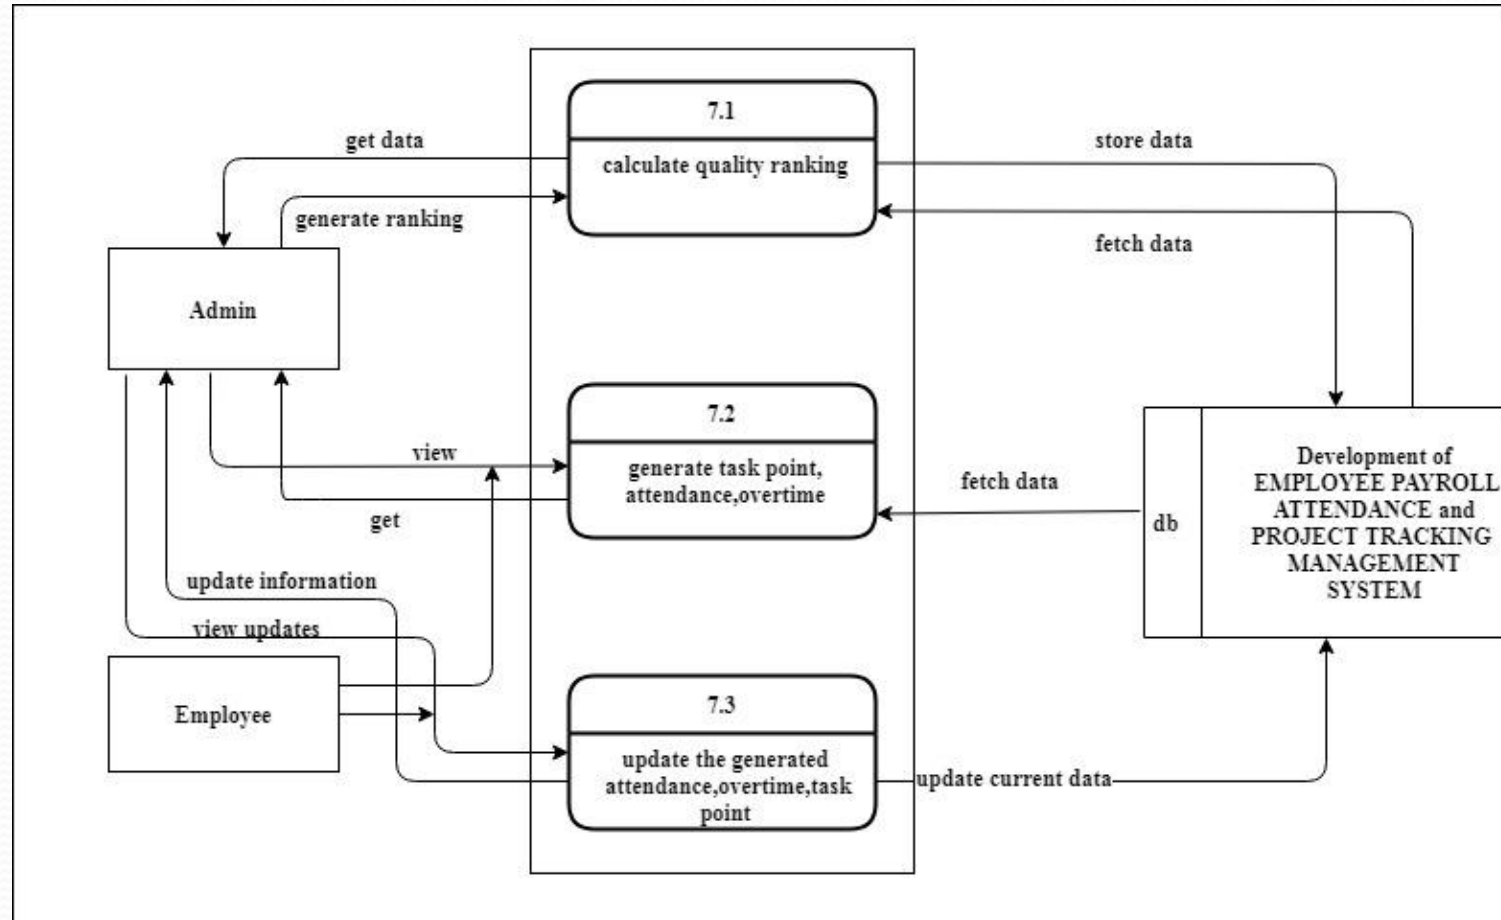 7.1
get data
store data
calculate quality ranking
generate ranking
fetch data
Admin
7.2
view
generate task point,
attendance,overtime
fetch data
get
db
Development of
EMPLOYEE PAYROLL
ATTENDANCE and
PROJECT TRACKING
MANAGEMENT
SYSTEM
update information
view updates
Employee
7.3
update the generated
attendance,overtime,task
point
update current data